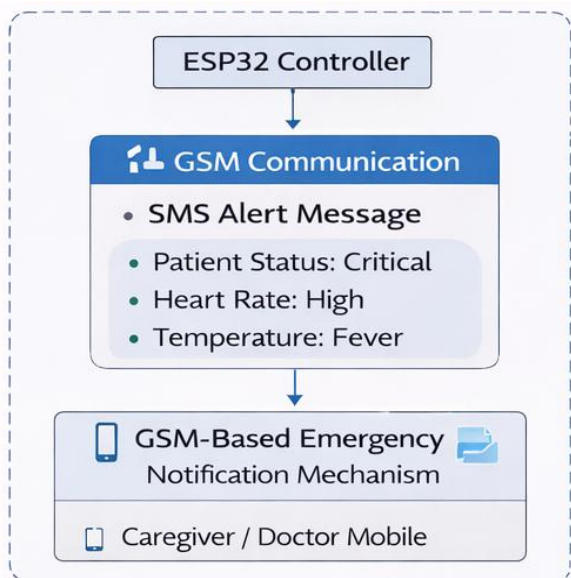 ESP32 Controller
GSM Communication
• SMS Alert Message
• Patient Status: Critical
• Heart Rate: High
• Temperature: Fever
GSM-Based Emergency
Notification Mechanism
Caregiver / Doctor Mobile